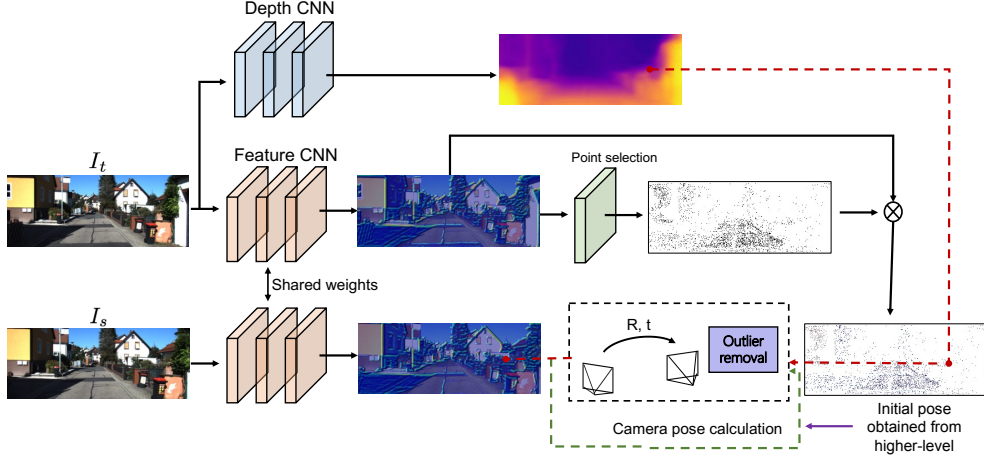 Depth CNN
I_t
Feature CNN
Point selection
Shared weights
I_s
R, t
Outlier
removal
Camera pose calculation
Initial pose
obtained from
higher-level